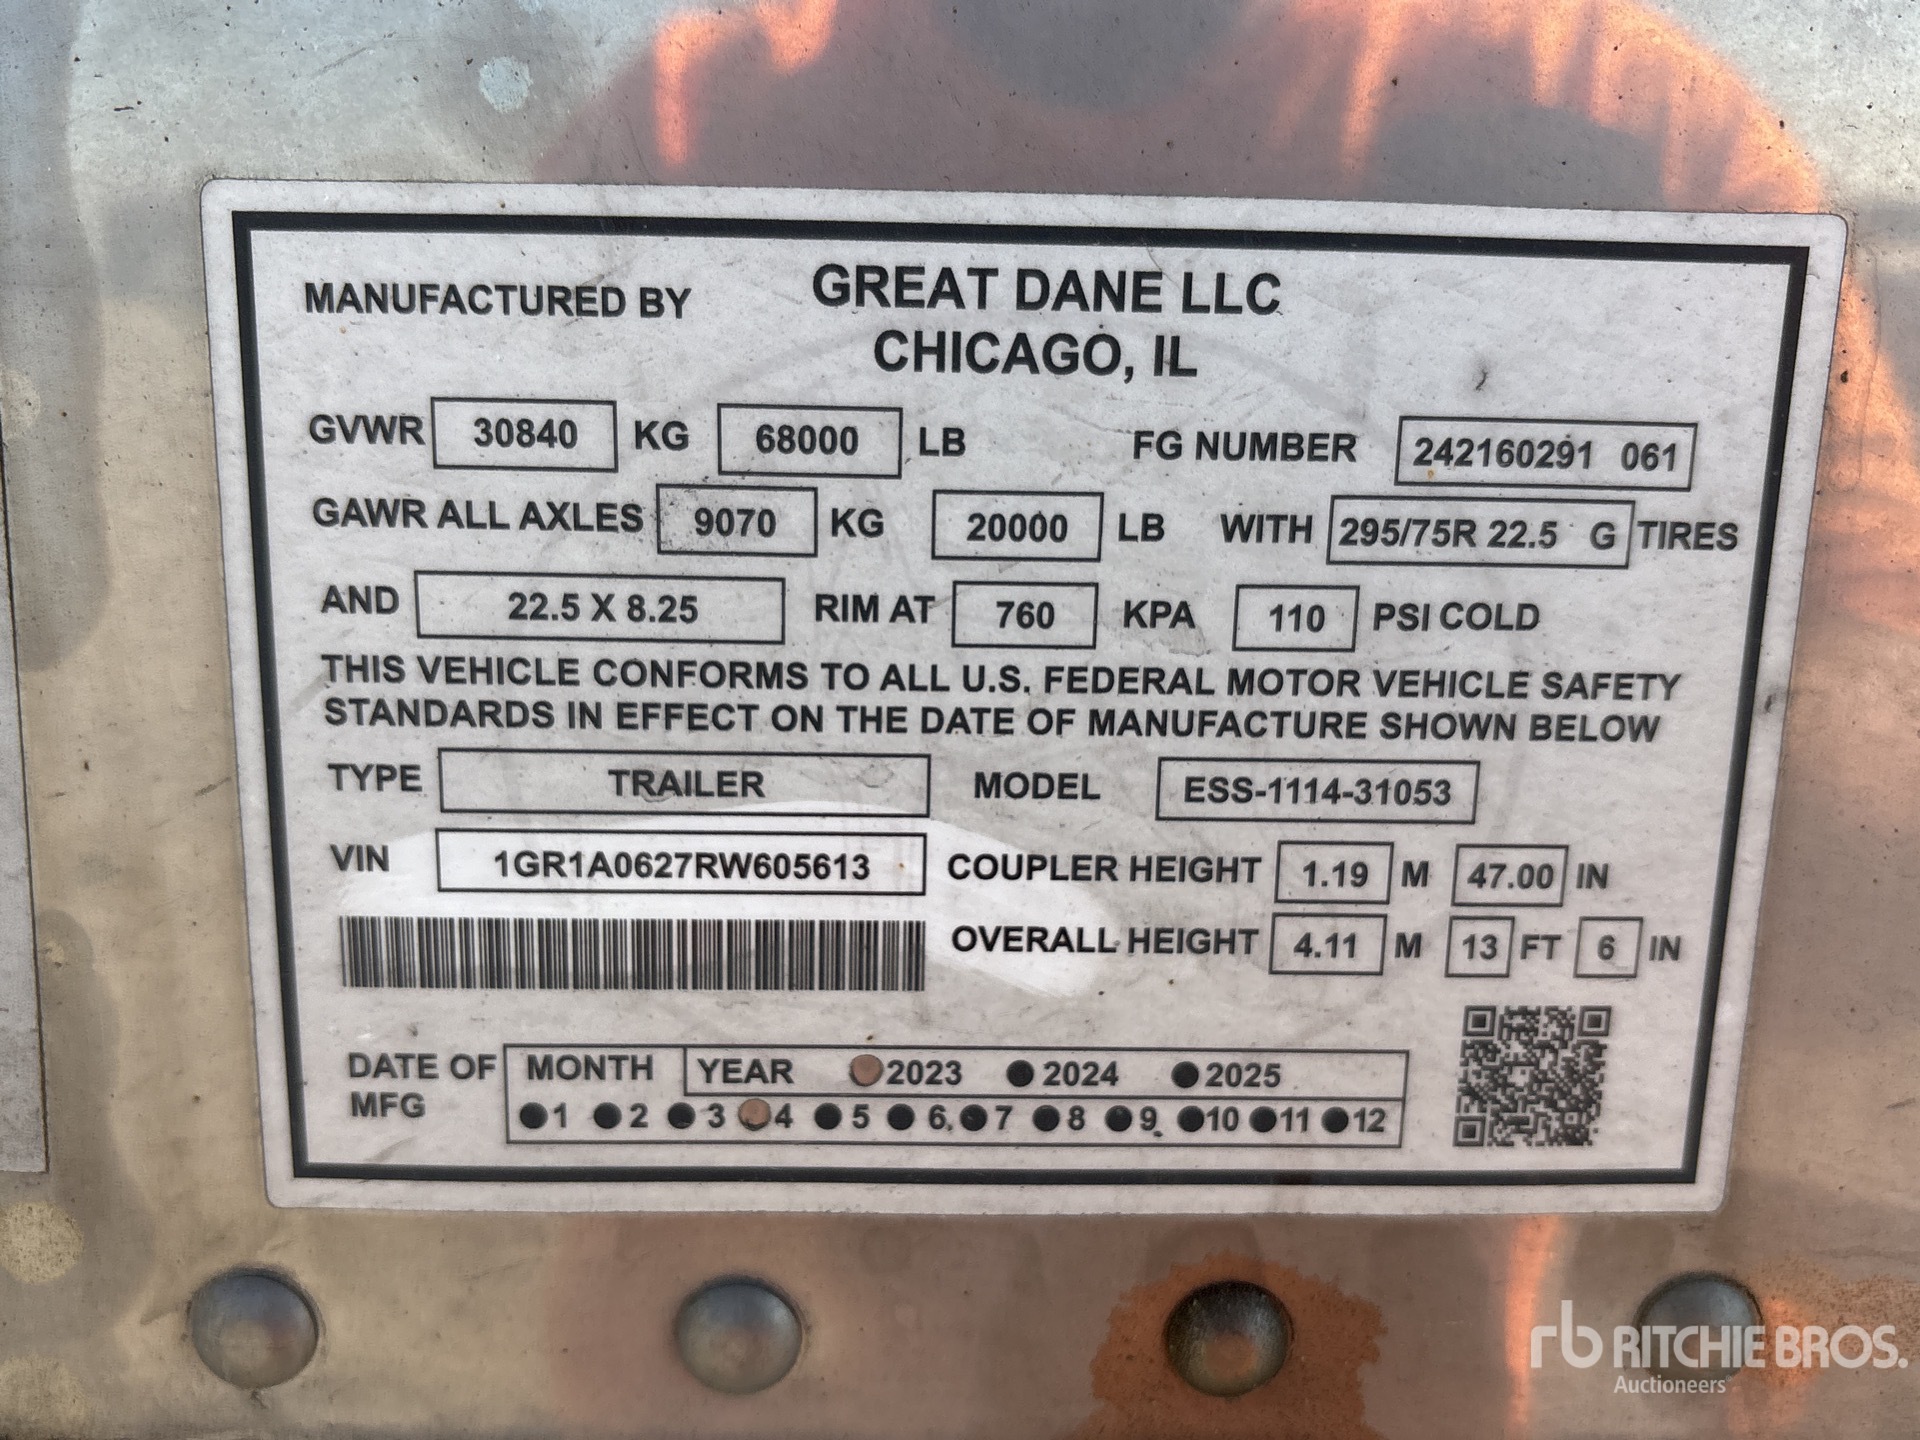 MANUFACTURED BY GREAT DANE LLC
CHICAGO, IL
GVWR 30840 KG 68000 LB FG NUMBER 242160291 061
GAWR ALL AXLES 9070 KG 20000 LB WITH 295/75R 22.5 G TIRES
AND 22.5 X 8.25 RIM AT 760 KPA 110 PSI COLD
THIS VEHICLE CONFORMS TO ALL U.S. FEDERAL MOTOR VEHICLE SAFETY
STANDARDS IN EFFECT ON THE DATE OF MANUFACTURE SHOWN BELOW
TYPE TRAILER MODEL ESS-1114-31053
VIN 1GR1A0627RW605613 COUPLER HEIGHT 1.19 M 47.00 IN
OVERALL HEIGHT 4.11 M 13 FT 6 IN
DATE OF MFG MONTH YEAR 2023 2024 2025
1 2 3 4 5 6 7 8 9 10 11 12
rb RITCHIE BROS.
Auctioneers